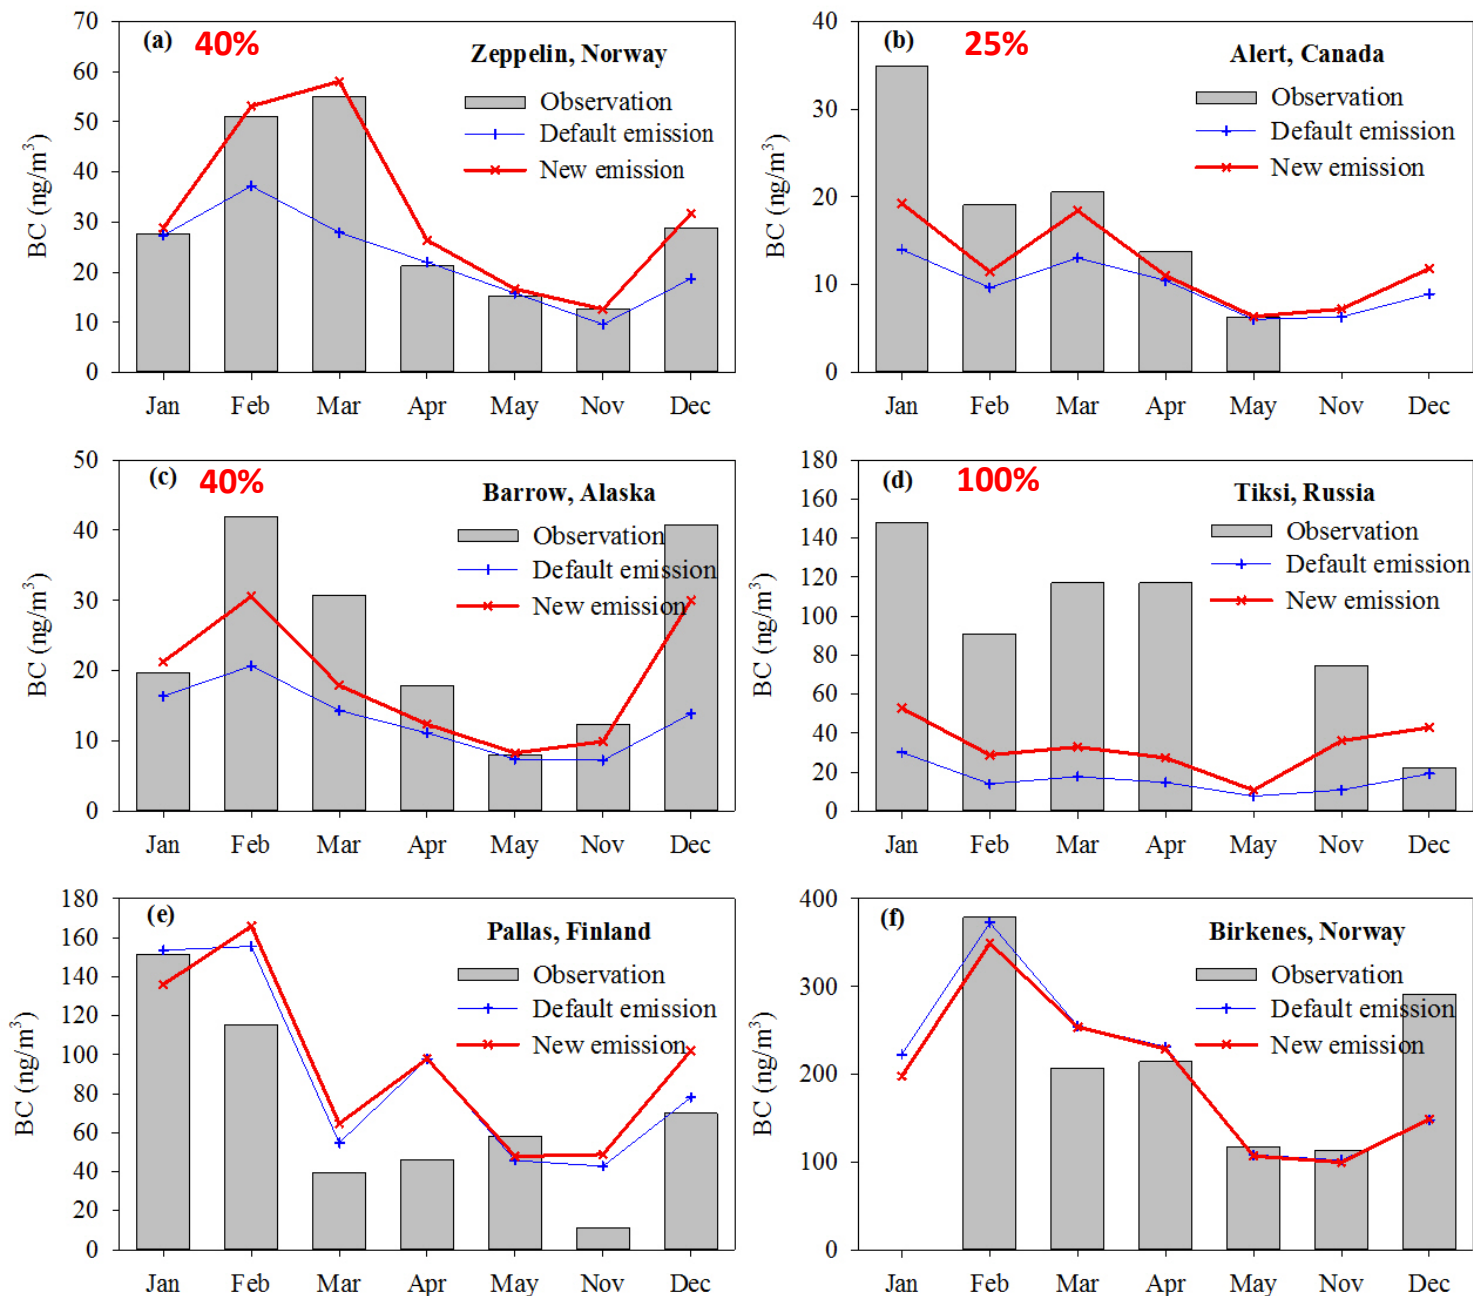 (a) 40% Zeppelin, Norway
Observation
Default emission
New emission
BC (ng/m³)
70
60
50
40
30
20
10
0
Jan Feb Mar Apr May Nov Dec
(b) 25% Alert, Canada
Observation
Default emission
New emission
BC (ng/m³)
40
30
20
10
0
Jan Feb Mar Apr May Nov Dec
(c) 40% Barrow, Alaska
Observation
Default emission
New emission
BC (ng/m³)
50
40
30
20
10
0
Jan Feb Mar Apr May Nov Dec
(d) 100% Tiksi, Russia
Observation
Default emission
New emission
BC (ng/m³)
180
160
140
120
100
80
60
40
20
0
Jan Feb Mar Apr May Nov Dec
(e) Pallas, Finland
Observation
Default emission
New emission
BC (ng/m³)
180
160
140
120
100
80
60
40
20
0
Jan Feb Mar Apr May Nov Dec
(f) Birkenes, Norway
Observation
Default emission
New emission
BC (ng/m³)
400
300
200
100
0
Jan Feb Mar Apr May Nov Dec